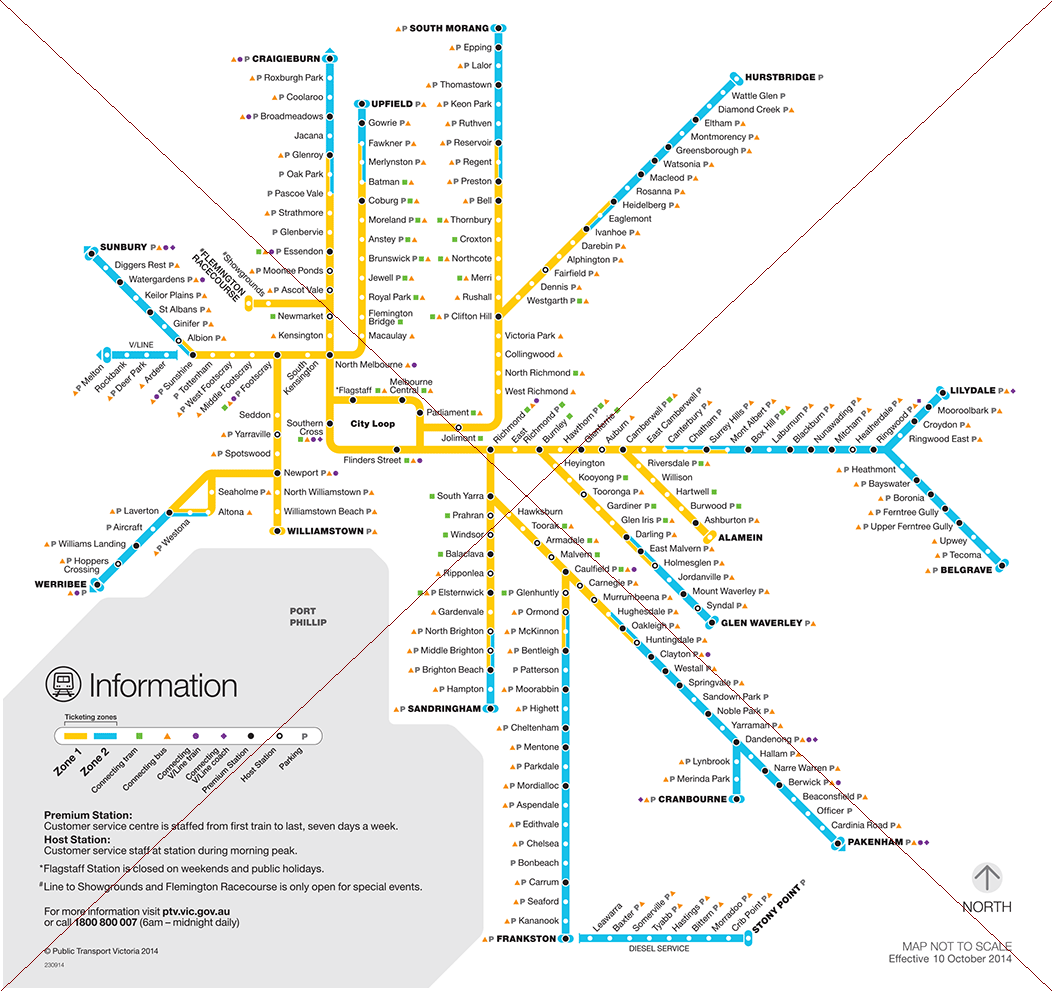 SOUTH MORANG
P Epping
P Lalor
P Thomastown
P Keon Park
P Ruthven
P Reservoir
P Regent
P Preston
P Bell
Thornbury
Croxton
Northcote
Merri
Rushall
P Clifton Hill
Victoria Park
Collingwood
North Richmond
West Richmond
P CRAIGIEBURN
P Roxburgh Park
P Coolaroo
P Broadmeadows
Jacana
P Glenroy
P Oak Park
P Pascoe Vale
P Strathmore
P Glenbervie
P Essendon
P Moonee Ponds
P Ascot Vale
Newmarket
Kensington
UPFIELD P
Gowrie P
Fawkner P
Merlynston P
Batman
Coburg P
Moreland P
Anstey P
Brunswick P
Jewell P
Royal Park P
Flemington
Bridge
Macaulay
North Melbourne
HURSTBRIDGE P
Wattle Glen P
Diamond Creek P
Eltham P
Montmorency P
Greensborough P
Watsonia P
Macleod P
Rosanna P
Heidelberg P
Eaglemont
Ivanhoe P
Darebin P
Alphington P
Fairfield P
Dennis P
Westgarth P
SUNBURY P
Diggers Rest P
Watergardens P
Keilor Plains P
St Albans P
Ginifer P
Albion P
#FLEMINGTON
RACECOURSE
#Showgrounds
V/LINE
P Melton
Rockbank
P Deer Park
Ardeer
P Sunshine
P Tottenham
P West Footscray
Middle Footscray
P Footscray
South
Kensington
Seddon
P Yarraville
P Spotswood
Newport P
North Williamstown P
Williamstown Beach P
WILLIAMSTOWN P
Seaholme P
Altona
P Westona
P Laverton
P Aircraft
P Williams Landing
P Hoppers
Crossing
WERRIBEE
P
*Flagstaff
Melbourne
Central
Parliament
Southern
Cross
City Loop
Flinders Street
Jolimont
Richmond
East
Richmond P
Burnley
Hawthorn P
Glenferrie
Auburn
Camberwell P
East Camberwell P
Canterbury P
Chatham P
Surrey Hills P
Mont Albert P
Box Hill P
Laburnum P
Blackburn P
Nunawading P
Mitcham P
Heatherdale P
Ringwood P
LILYDALE P
Mooroolbark P
Croydon P
Ringwood East P
P Heathmont
P Bayswater
P Boronia
P Ferntree Gully
P Upper Ferntree Gully
Upwey
P Tecoma
P BELGRAVE
Riversdale P
Willison
Hartwell
Burwood P
Ashburton P
ALAMEIN
Heyington
Kooyong P
Tooronga P
Gardiner P
Glen Iris P
Darling P
East Malvern P
Holmesglen P
Jordanville P
Mount Waverley P
Syndal P
GLEN WAVERLEY P
South Yarra
Prahran
Windsor
Balaclava
Ripponlea
P Elsternwick
Gardenvale
P North Brighton
P Middle Brighton
P Brighton Beach
P Hampton
P SANDRINGHAM
Hawksburn
Toorak
Armadale
Malvern
Caulfield P
Carnegie P
Murrumbeena P
Hughesdale P
Oakleigh P
Huntingdale P
Clayton P
Westall P
Springvale P
Sandown Park P
Noble Park P
Yarraman P
Dandenong P
Hallam P
Narre Warren P
Berwick P
Beaconsfield P
Officer P
Cardinia Road P
PAKENHAM P
P Lynbrook
P Merinda Park
P CRANBOURNE
P Glenhuntly
P Ormond
P McKinnon
P Bentleigh
P Patterson
P Moorabbin
P Highett
P Cheltenham
P Mentone
P Parkdale
P Mordialloc
P Aspendale
P Edithvale
P Chelsea
P Bonbeach
P Carrum
P Seaford
P Kananook
P FRANKSTON
Leawarra
Baxter P
Somerville P
Tyabb P
Hastings P
Bittern P
Morradoo P
Crib Point P
STONY POINT P
DIESEL SERVICE
PORT
PHILLIP
Information
Ticketing zones
Zone 1
Zone 2
Connecting tram
Connecting bus
Connecting
V/Line train
Connecting
V/Line coach
Premium Station
Host Station
Parking
P
Premium Station:
Customer service centre is staffed from first train to last, seven days a week.
Host Station:
Customer service staff at station during morning peak.
*Flagstaff Station is closed on weekends and public holidays.
#Line to Showgrounds and Flemington Racecourse is only open for special events.
For more information visit ptv.vic.gov.au
or call 1800 800 007 (6am – midnight daily)
© Public Transport Victoria 2014
230914
NORTH
MAP NOT TO SCALE
Effective 10 October 2014